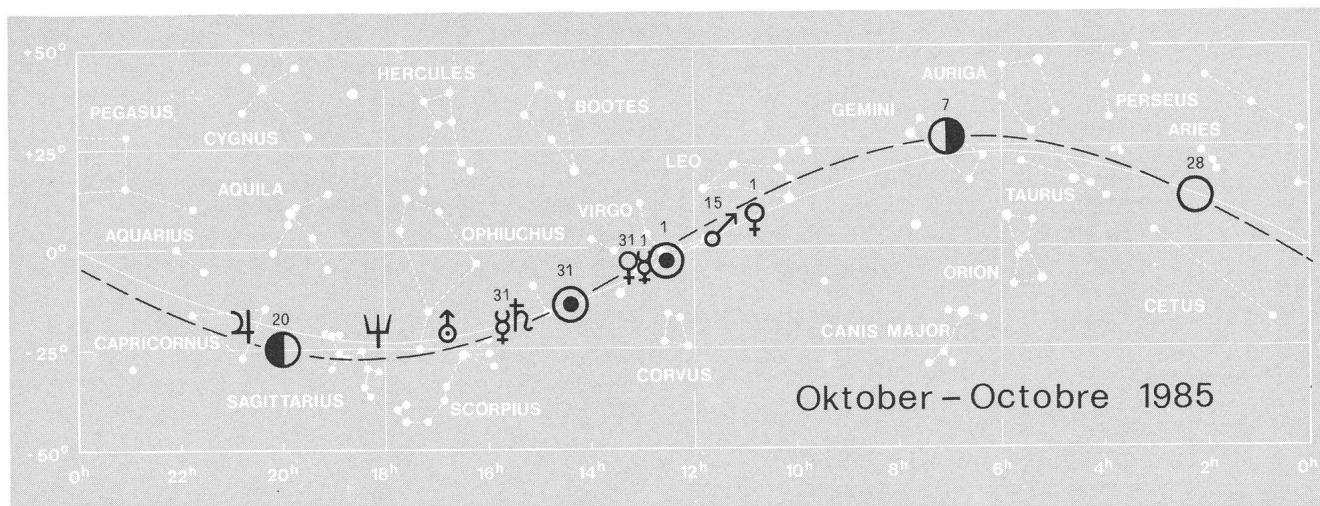 +50°
HERCULES
AURIGA
PEGASUS
BOOTES
GEMINI
7
PERSEUS
CYGNUS
ARIES
+25°
LEO
28
AQUILA
1
TAURUS
15
VIRGO
1
AQUARIUS
OPHIUCHUS
31 1
0°
31
ORION
31
20
CETUS
CAPRICORNUS
CANIS MAJOR
-25°
CORVUS
SAGITTARIUS
SCORPIUS
Oktober – Octobre 1985
-50°
0h 22h 20h 18h 16h 14h 12h 10h 8h 6h 4h 2h 0h